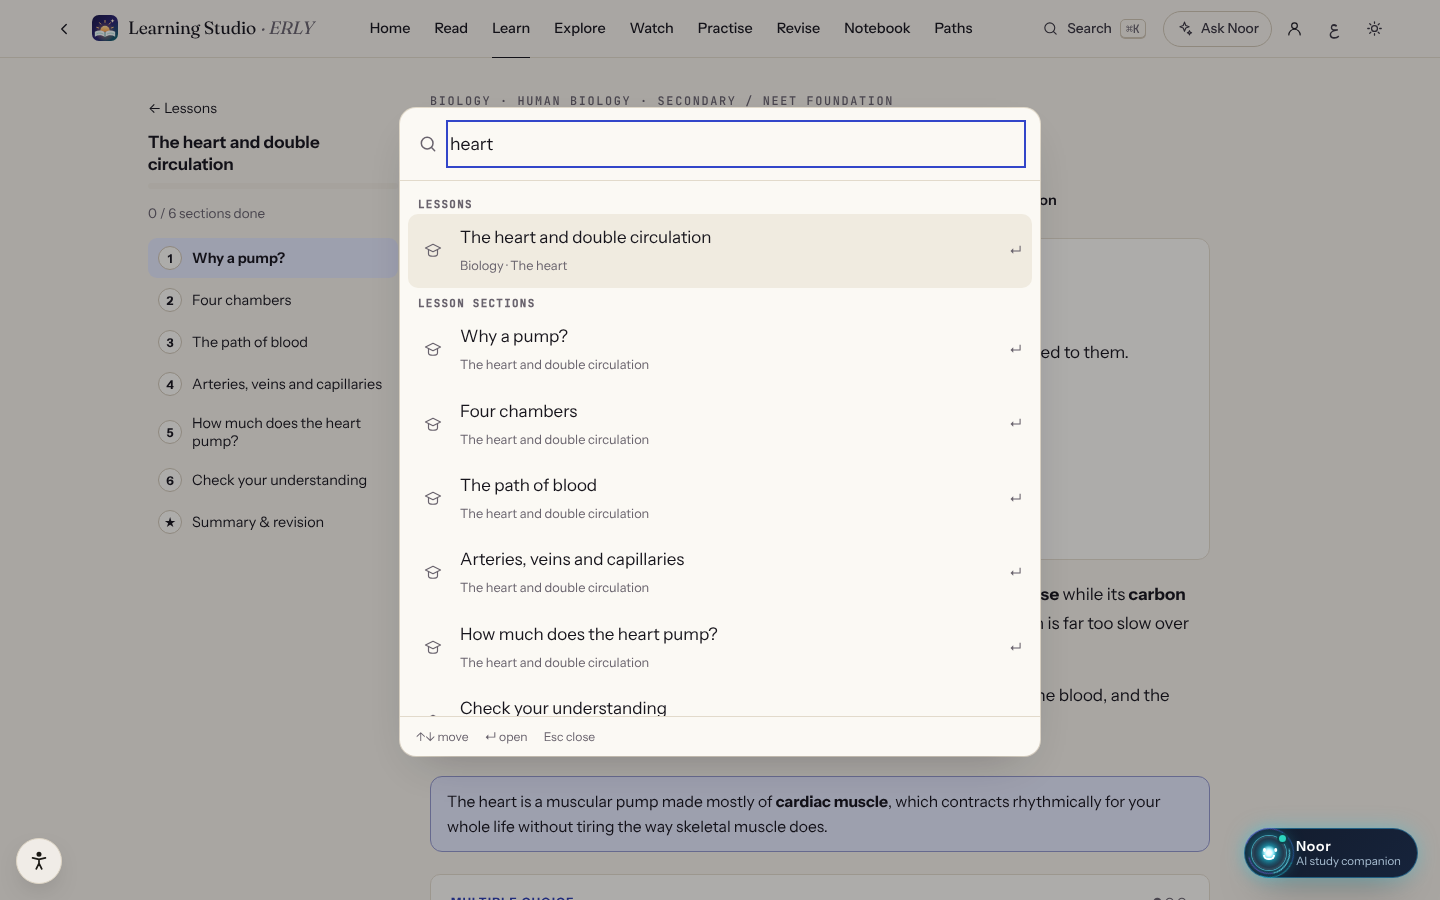 Learning Studio · ERLY
Home
Read
Learn
Explore
Watch
Practise
Revise
Notebook
Paths
Search
⌘K
Ask Noor
ع
← Lessons
The heart and double
circulation
0 / 6 sections done
1 Why a pump?
2 Four chambers
3 The path of blood
4 Arteries, veins and capillaries
5 How much does the heart
pump?
6 Check your understanding
★ Summary & revision
BIOLOGY · HUMAN BIOLOGY · SECONDARY / NEET FOUNDATION
heart
LESSONS
The heart and double circulation
Biology · The heart
LESSON SECTIONS
Why a pump?
The heart and double circulation
Four chambers
The heart and double circulation
The path of blood
The heart and double circulation
Arteries, veins and capillaries
The heart and double circulation
How much does the heart pump?
The heart and double circulation
Check your understanding
↑↓ move
↵ open
Esc close
on
ed to them.
se while its carbon
is far too slow over
e blood, and the
The heart is a muscular pump made mostly of cardiac muscle, which contracts rhythmically for your
whole life without tiring the way skeletal muscle does.
MULTIPLE CHOICE
Noor
AI study companion